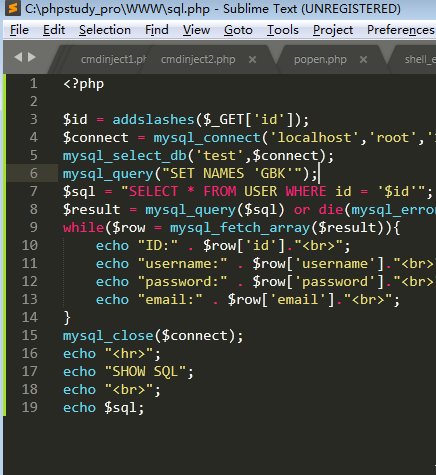 C:\phpstudy_pro\WWW\sql.php - Sublime Text (UNREGISTERED)
File Edit Selection Find View Goto Tools Project Preferences
cmdinject1.ph cmdinject2.php popen.php shell_e
1 <?php
2
3 $id = addslashes($_GET['id']);
4 $connect = mysql_connect('localhost','root','
5 mysql_select_db('test',$connect);
6 mysql_query("SET NAMES 'GBK'");
7 $sql = "SELECT * FROM USER WHERE id = '$id'";
8 $result = mysql_query($sql) or die(mysql_erro
9 while($row = mysql_fetch_array($result)){
10 echo "ID:" . $row['id']."<br>";
11 echo "username:" . $row['username']."<br>
12 echo "password:" . $row['password']."<br>
13 echo "email:" . $row['email']."<br>";
14 }
15 mysql_close($connect);
16 echo "<hr>";
17 echo "SHOW SQL";
18 echo "<br>";
19 echo $sql;